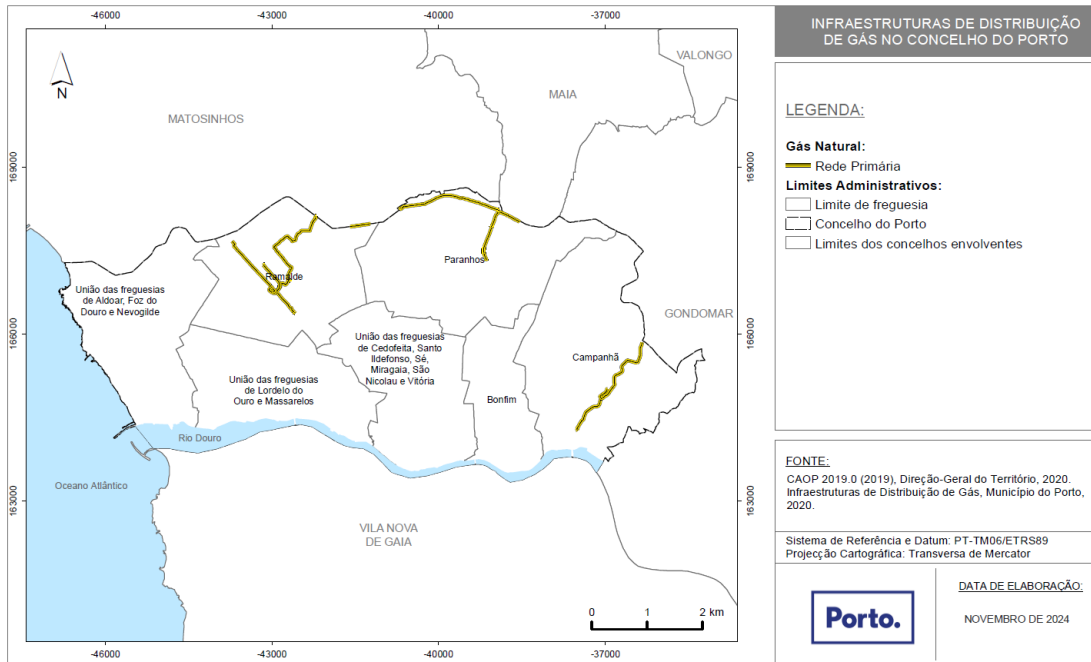 -46000
-43000
-40000
-37000
INFRAESTRUTURAS DE DISTRIBUIÇÃO
DE GÁS NO CONCELHO DO PORTO
N
VALONGO
MAIA
MATOSINHOS
169000
169000
LEGENDA:
Gás Natural:
Rede Primária
Limites Administrativos:
Limite de freguesia
Concelho do Porto
Limites dos concelhos envolventes
Paranhos
Ramalde
União das freguesias
de Aldoar, Foz do
Douro e Nevogilde
GONDOMAR
166000
166000
União das freguesias
de Cedofeita, Santo
Ildefonso, Sé,
Miragaia, São
Nicolau e Vitória
Campanhã
União das freguesias
de Lordelo do
Ouro e Massarelos
Bonfim
Rio Douro
Oceano Atlântico
163000
163000
VILA NOVA
DE GAIA
0 1 2 km
-46000
-43000
-40000
-37000
FONTE:
CAOP 2019.0 (2019), Direção-Geral do Território, 2020.
Infraestruturas de Distribuição de Gás, Município do Porto,
2020.
Sistema de Referência e Datum: PT-TM06/ETRS89
Projecção Cartográfica: Transversa de Mercator
Porto.
DATA DE ELABORAÇÃO:
NOVEMBRO DE 2024